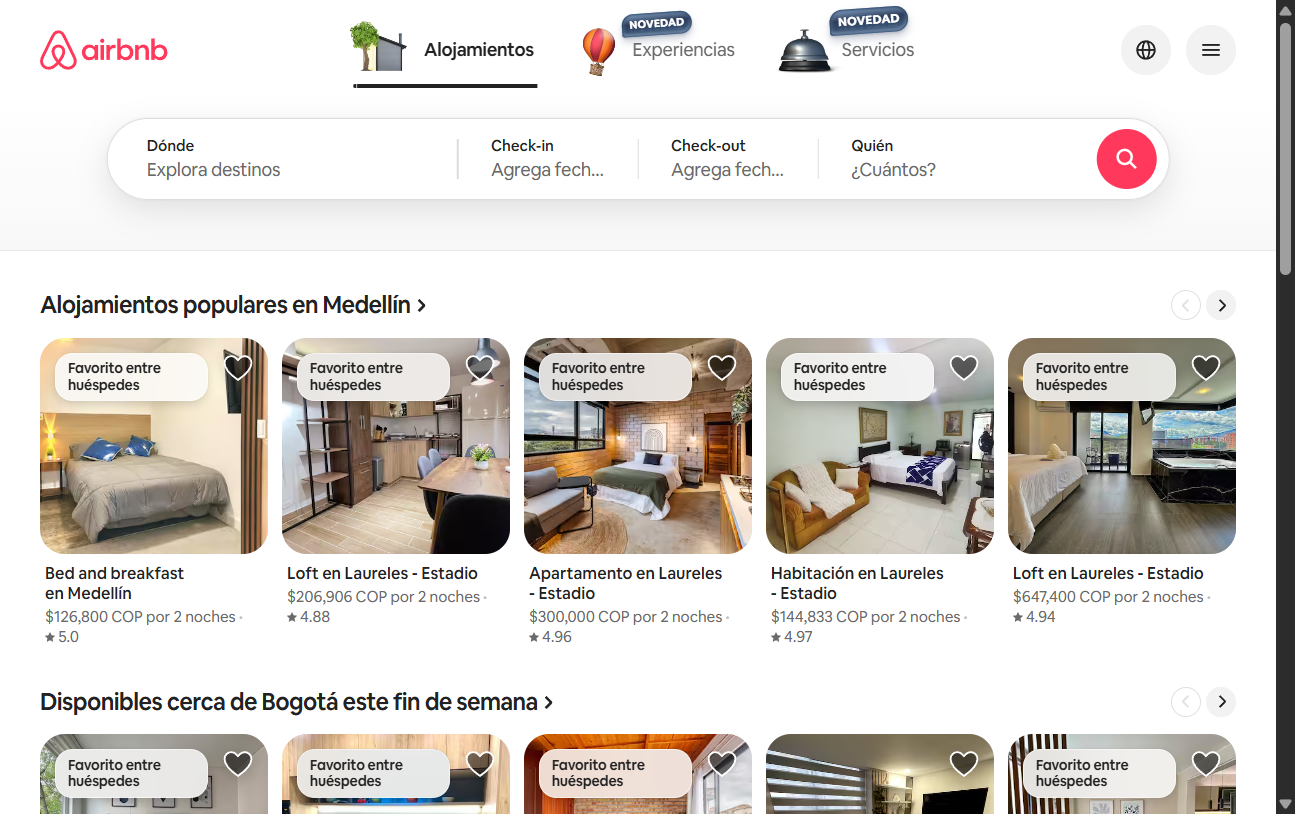 airbnb
Alojamientos
NOVEDAD
Experiencias
NOVEDAD
Servicios
Dónde
Explora destinos
Check-in
Agrega fech...
Check-out
Agrega fech...
Quién
¿Cuántos?
Alojamientos populares en Medellín
Favorito entre
huéspedes
Favorito entre
huéspedes
Favorito entre
huéspedes
Favorito entre
huéspedes
Favorito entre
huéspedes
Bed and breakfast
en Medellín
$126,800 COP por 2 noches ·
★ 5.0
Loft en Laureles - Estadio
$206,906 COP por 2 noches ·
★ 4.88
Apartamento en Laureles
- Estadio
$300,000 COP por 2 noches ·
★ 4.96
Habitación en Laureles
- Estadio
$144,833 COP por 2 noches ·
★ 4.97
Loft en Laureles - Estadio
$647,400 COP por 2 noches ·
★ 4.94
Disponibles cerca de Bogotá este fin de semana
Favorito entre
huéspedes
Favorito entre
huéspedes
Favorito entre
huéspedes
Favorito entre
huéspedes